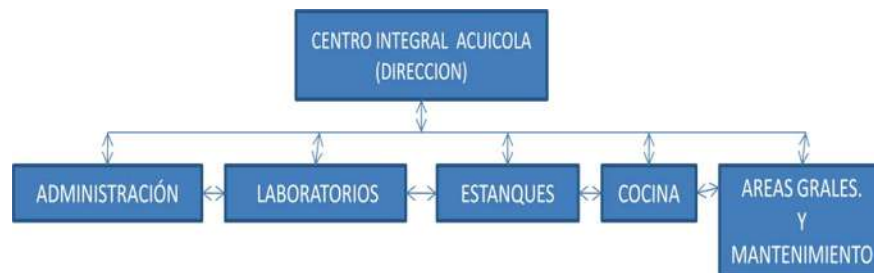 CENTRO INTEGRAL ACUICOLA
(DIRECCION)
ADMINISTRACIÓN
LABORATORIOS
ESTANQUES
COCINA
AREAS GRALES.
Y
MANTENIMIENTO